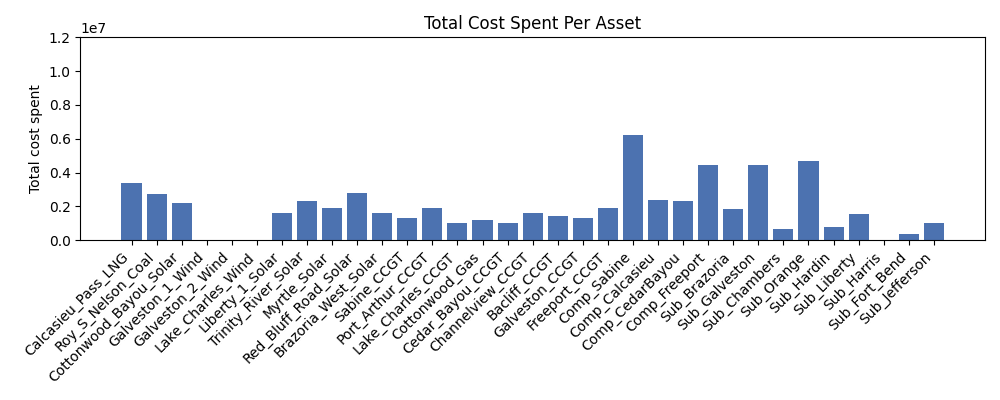 Total Cost Spent Per Asset
1e7
Total cost spent
1.2
1.0
0.8
0.6
0.4
0.2
0.0
Calcasieu_Pass_LNG
Roy_S_Nelson_Coal
Cottonwood_Bayou_Solar
Galveston_1_Wind
Galveston_2_Wind
Lake_Charles_Wind
Liberty_1_Solar
Trinity_River_Solar
Myrtle_Solar
Red_Bluff_Road_Solar
Brazoria_West_Solar
Sabine_CCGT
Port_Arthur_CCGT
Lake_Charles_CCGT
Cottonwood_Gas
Cedar_Bayou_CCGT
Channelview_CCGT
Bacliff_CCGT
Galveston_CCGT
Freeport_CCGT
Comp_Sabine
Comp_Calcasieu
Comp_CedarBayou
Comp_Freeport
Sub_Brazoria
Sub_Galveston
Sub_Chambers
Sub_Orange
Sub_Hardin
Sub_Liberty
Sub_Harris
Sub_Fort_Bend
Sub_Jefferson